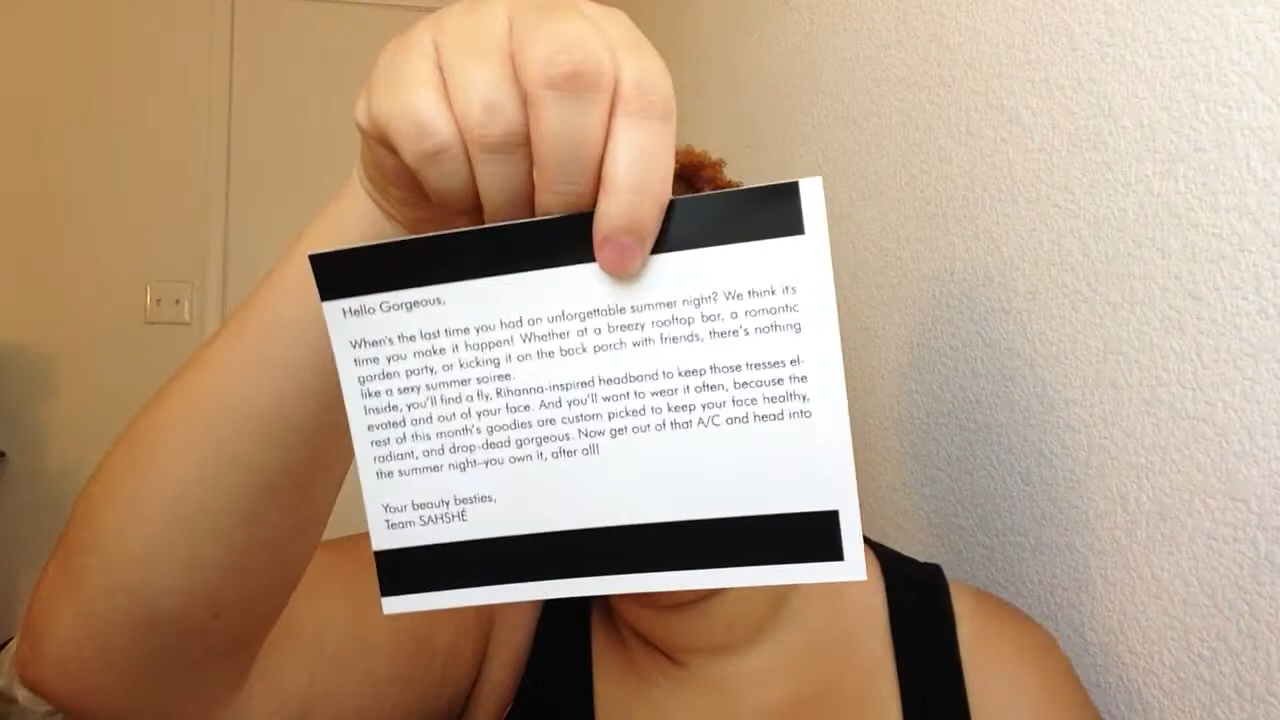 Hello Gorgeous,
When's the last time you had an unforgettable summer night? We think it's
time you make it happen! Whether at a breezy rooftop bar, a romantic
garden party, or kicking it on the back porch with friends, there's nothing
like a sexy summer soiree.
Inside, you'll find a fly, Rihanna-inspired headband to keep those tresses el-
evated and out of your face. And you'll want to wear it often, because the
rest of this month's goodies are custom picked to keep your face healthy,
radiant, and drop-dead gorgeous. Now get out of that A/C and head into
the summer night–you own it, after all!
Your beauty besties,
Team SAHSHÉ